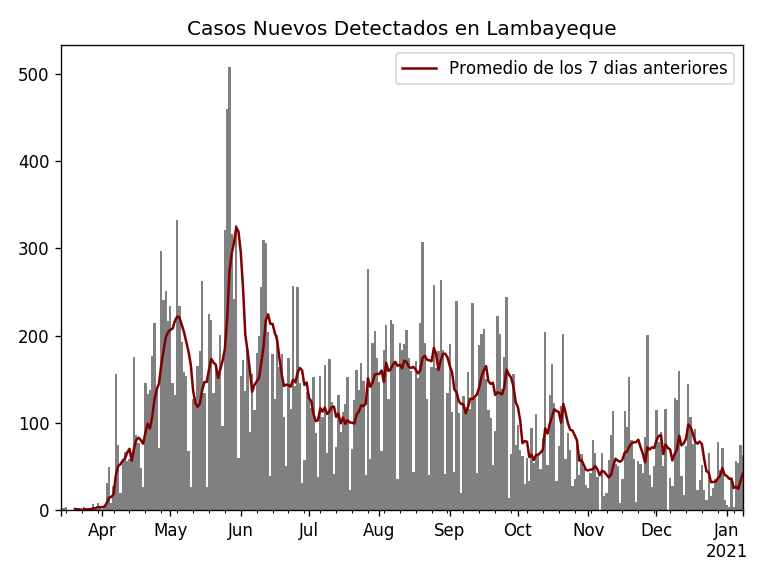 Casos Nuevos Detectados en Lambayeque
Promedio de los 7 dias anteriores
500
400
300
200
100
0
Apr May Jun Jul Aug Sep Oct Nov Dec Jan
2021